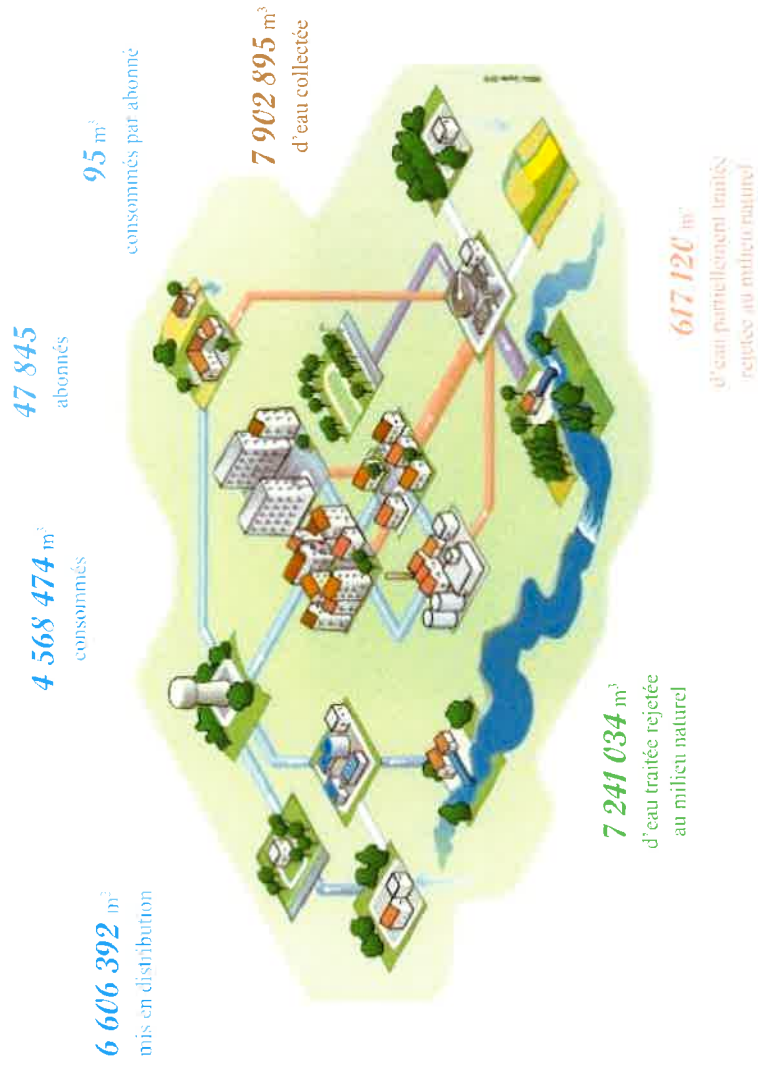 6 606 392 m³
mis en distribution
4 568 474 m³
consommés
47 845
abonnés
95 m³
consommés par abonné
7 902 895 m³
d'eau collectée
7 241 034 m³
d'eau traitée rejetée
au milieu naturel
617 120 m³
d'eau partiellement traitée
rejetée au milieu naturel